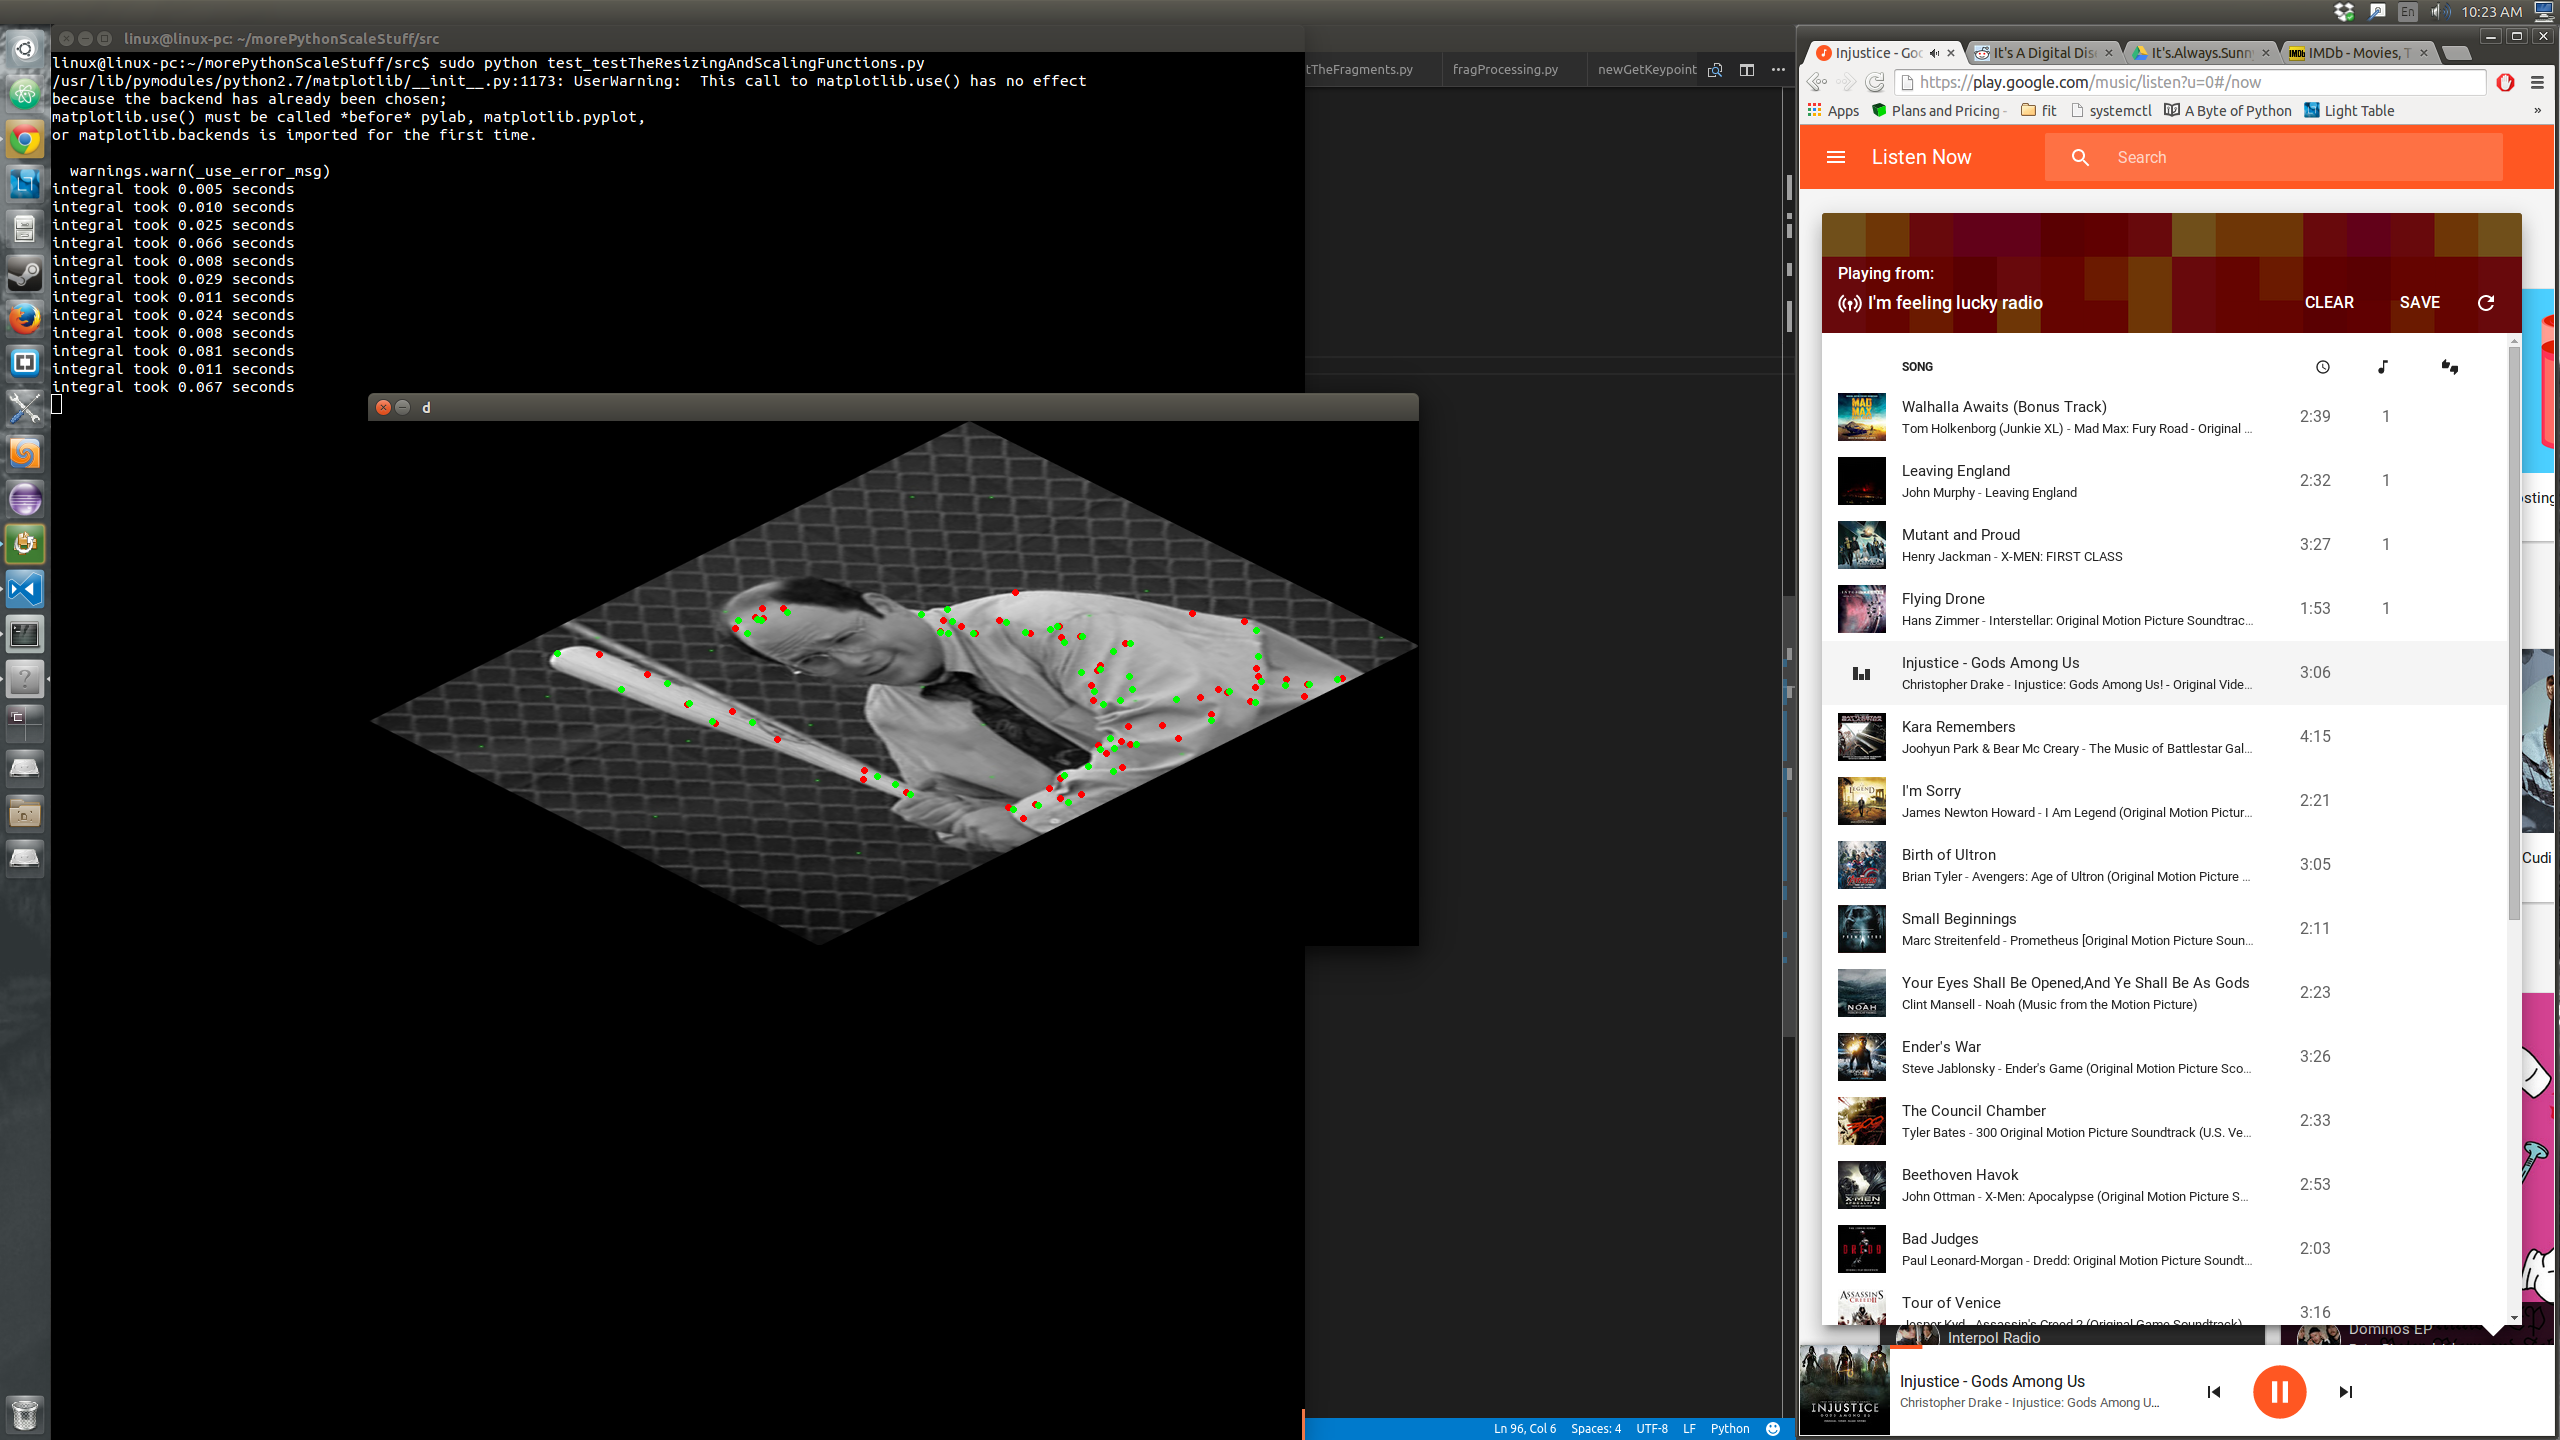 En
10:23 AM
linux@linux-pc: ~/morePythonScaleStuff/src
linux@linux-pc:~/morePythonScaleStuff/src$ sudo python test_testTheResizingAndScalingFunctions.py
/usr/lib/pymodules/python2.7/matplotlib/__init__.py:1173: UserWarning:  This call to matplotlib.use() has no effect
because the backend has already been chosen;
matplotlib.use() must be called *before* pylab, matplotlib.pyplot,
or matplotlib.backends is imported for the first time.
warnings.warn(_use_error_msg)
integral took 0.005 seconds
integral took 0.010 seconds
integral took 0.025 seconds
integral took 0.066 seconds
integral took 0.008 seconds
integral took 0.029 seconds
integral took 0.011 seconds
integral took 0.024 seconds
integral took 0.008 seconds
integral took 0.081 seconds
integral took 0.011 seconds
integral took 0.067 seconds
d
tTheFragments.py fragProcessing.py newGetKeypoint
Ln 96, Col 6 Spaces: 4 UTF-8 LF Python
Injustice - Goo It's A Digital Dis It's.Always.Sunn IMDb - Movies, T
https://play.google.com/music/listen?u=0#/now
Apps Plans and Pricing - fit systemctl A Byte of Python Light Table »
Listen Now Search
Playing from:
I'm feeling lucky radio CLEAR SAVE
SONG
Walhalla Awaits (Bonus Track) 2:39 1
Tom Holkenborg (Junkie XL) - Mad Max: Fury Road - Original ...
Leaving England 2:32 1
John Murphy - Leaving England
Mutant and Proud 3:27 1
Henry Jackman - X-MEN: FIRST CLASS
Flying Drone 1:53 1
Hans Zimmer - Interstellar: Original Motion Picture Soundtrac...
Injustice - Gods Among Us 3:06
Christopher Drake - Injustice: Gods Among Us! - Original Vide...
Kara Remembers 4:15
Joohyun Park & Bear Mc Creary - The Music of Battlestar Gal...
I'm Sorry 2:21
James Newton Howard - I Am Legend (Original Motion Pictur...
Birth of Ultron 3:05
Brian Tyler - Avengers: Age of Ultron (Original Motion Picture ...
Small Beginnings 2:11
Marc Streitenfeld - Prometheus [Original Motion Picture Soun...
Your Eyes Shall Be Opened,And Ye Shall Be As Gods 2:23
Clint Mansell - Noah (Music from the Motion Picture)
Ender's War 3:26
Steve Jablonsky - Ender's Game (Original Motion Picture Sco...
The Council Chamber 2:33
Tyler Bates - 300 Original Motion Picture Soundtrack (U.S. Ve...
Beethoven Havok 2:53
John Ottman - X-Men: Apocalypse (Original Motion Picture S...
Bad Judges 2:03
Paul Leonard-Morgan - Dredd: Original Motion Picture Soundt...
Tour of Venice 3:16
Jesper Kyd - Assassin's Creed 2 (Original Game Soundtrack)
osting
Cudi
Interpol Radio
Dominos EP
Injustice - Gods Among Us
Christopher Drake - Injustice: Gods Among U...
INJUSTICE